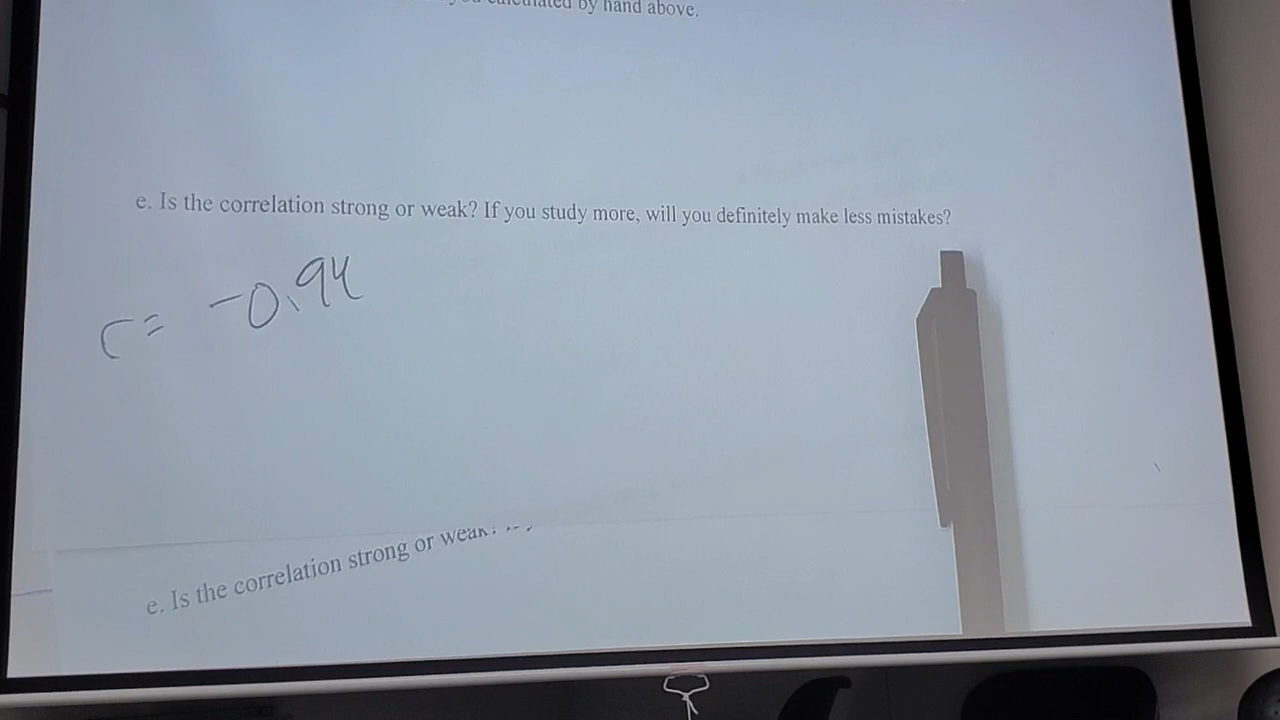 calculated by hand above.
e. Is the correlation strong or weak? If you study more, will you definitely make less mistakes?
r= -0.94
e. Is the correlation strong or weak